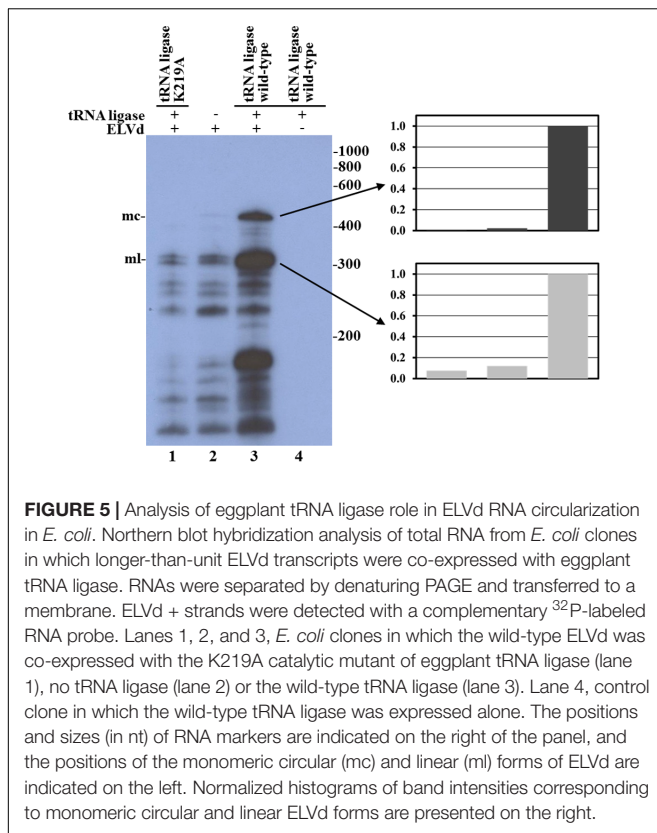 tRNA ligase
K219A
tRNA ligase
wild-type
tRNA ligase
wild-type
tRNA ligase + - + +
ELVd + + + -
mc-
ml-
-1000
-800
-600
-400
-300
-200
1 2 3 4
1.0
0.8
0.6
0.4
0.2
0.0
1.0
0.8
0.6
0.4
0.2
0.0
FIGURE 5 | Analysis of eggplant tRNA ligase role in ELVd RNA circularization
in E. coli. Northern blot hybridization analysis of total RNA from E. coli clones
in which longer-than-unit ELVd transcripts were co-expressed with eggplant
tRNA ligase. RNAs were separated by denaturing PAGE and transferred to a
membrane. ELVd + strands were detected with a complementary ³²P-labeled
RNA probe. Lanes 1, 2, and 3, E. coli clones in which the wild-type ELVd was
co-expressed with the K219A catalytic mutant of eggplant tRNA ligase (lane
1), no tRNA ligase (lane 2) or the wild-type tRNA ligase (lane 3). Lane 4, control
clone in which the wild-type tRNA ligase was expressed alone. The positions
and sizes (in nt) of RNA markers are indicated on the right of the panel, and
the positions of the monomeric circular (mc) and linear (ml) forms of ELVd are
indicated on the left. Normalized histograms of band intensities corresponding
to monomeric circular and linear ELVd forms are presented on the right.